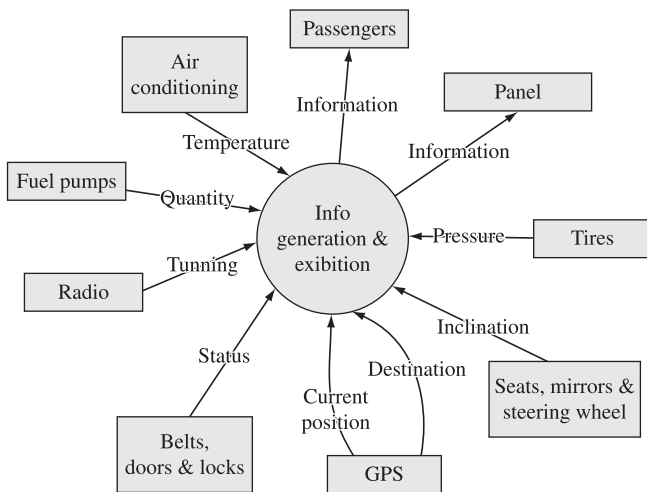 Passengers
Air
conditioning
Panel
Information
Temperature
Information
Fuel pumps
Quantity
Info
generation &
exibition
Pressure
Tires
Tunning
Radio
Inclination
Status
Destination
Current
position
Seats, mirrors &
steering wheel
Belts,
doors & locks
GPS